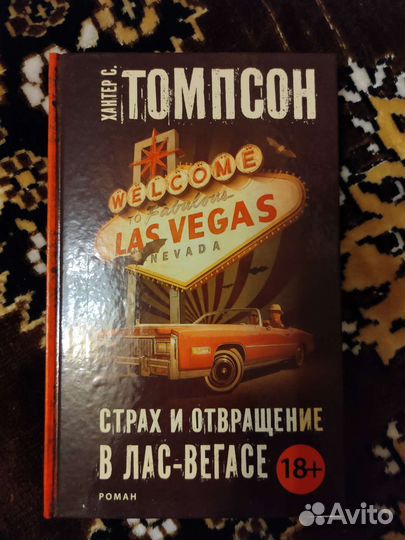 ХАНТЕР С.
ТОМПСОН
WELCOME
TO Fabulous
LAS VEGAS
NEVADA
СТРАХ И ОТВРАЩЕНИЕ
В ЛАС-ВЕГАСЕ
18+
РОМАН
Avito